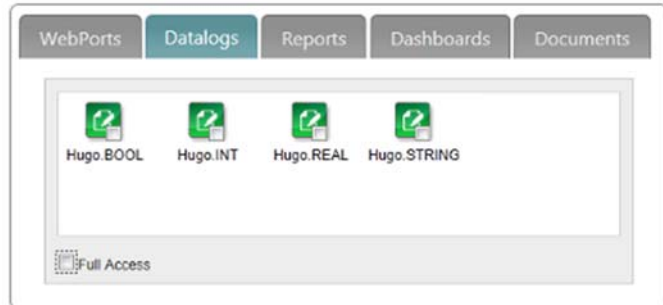 WebPorts Datalogs Reports Dashboards Documents
Hugo.BOOL Hugo.INT Hugo.REAL Hugo.STRING
Full Access